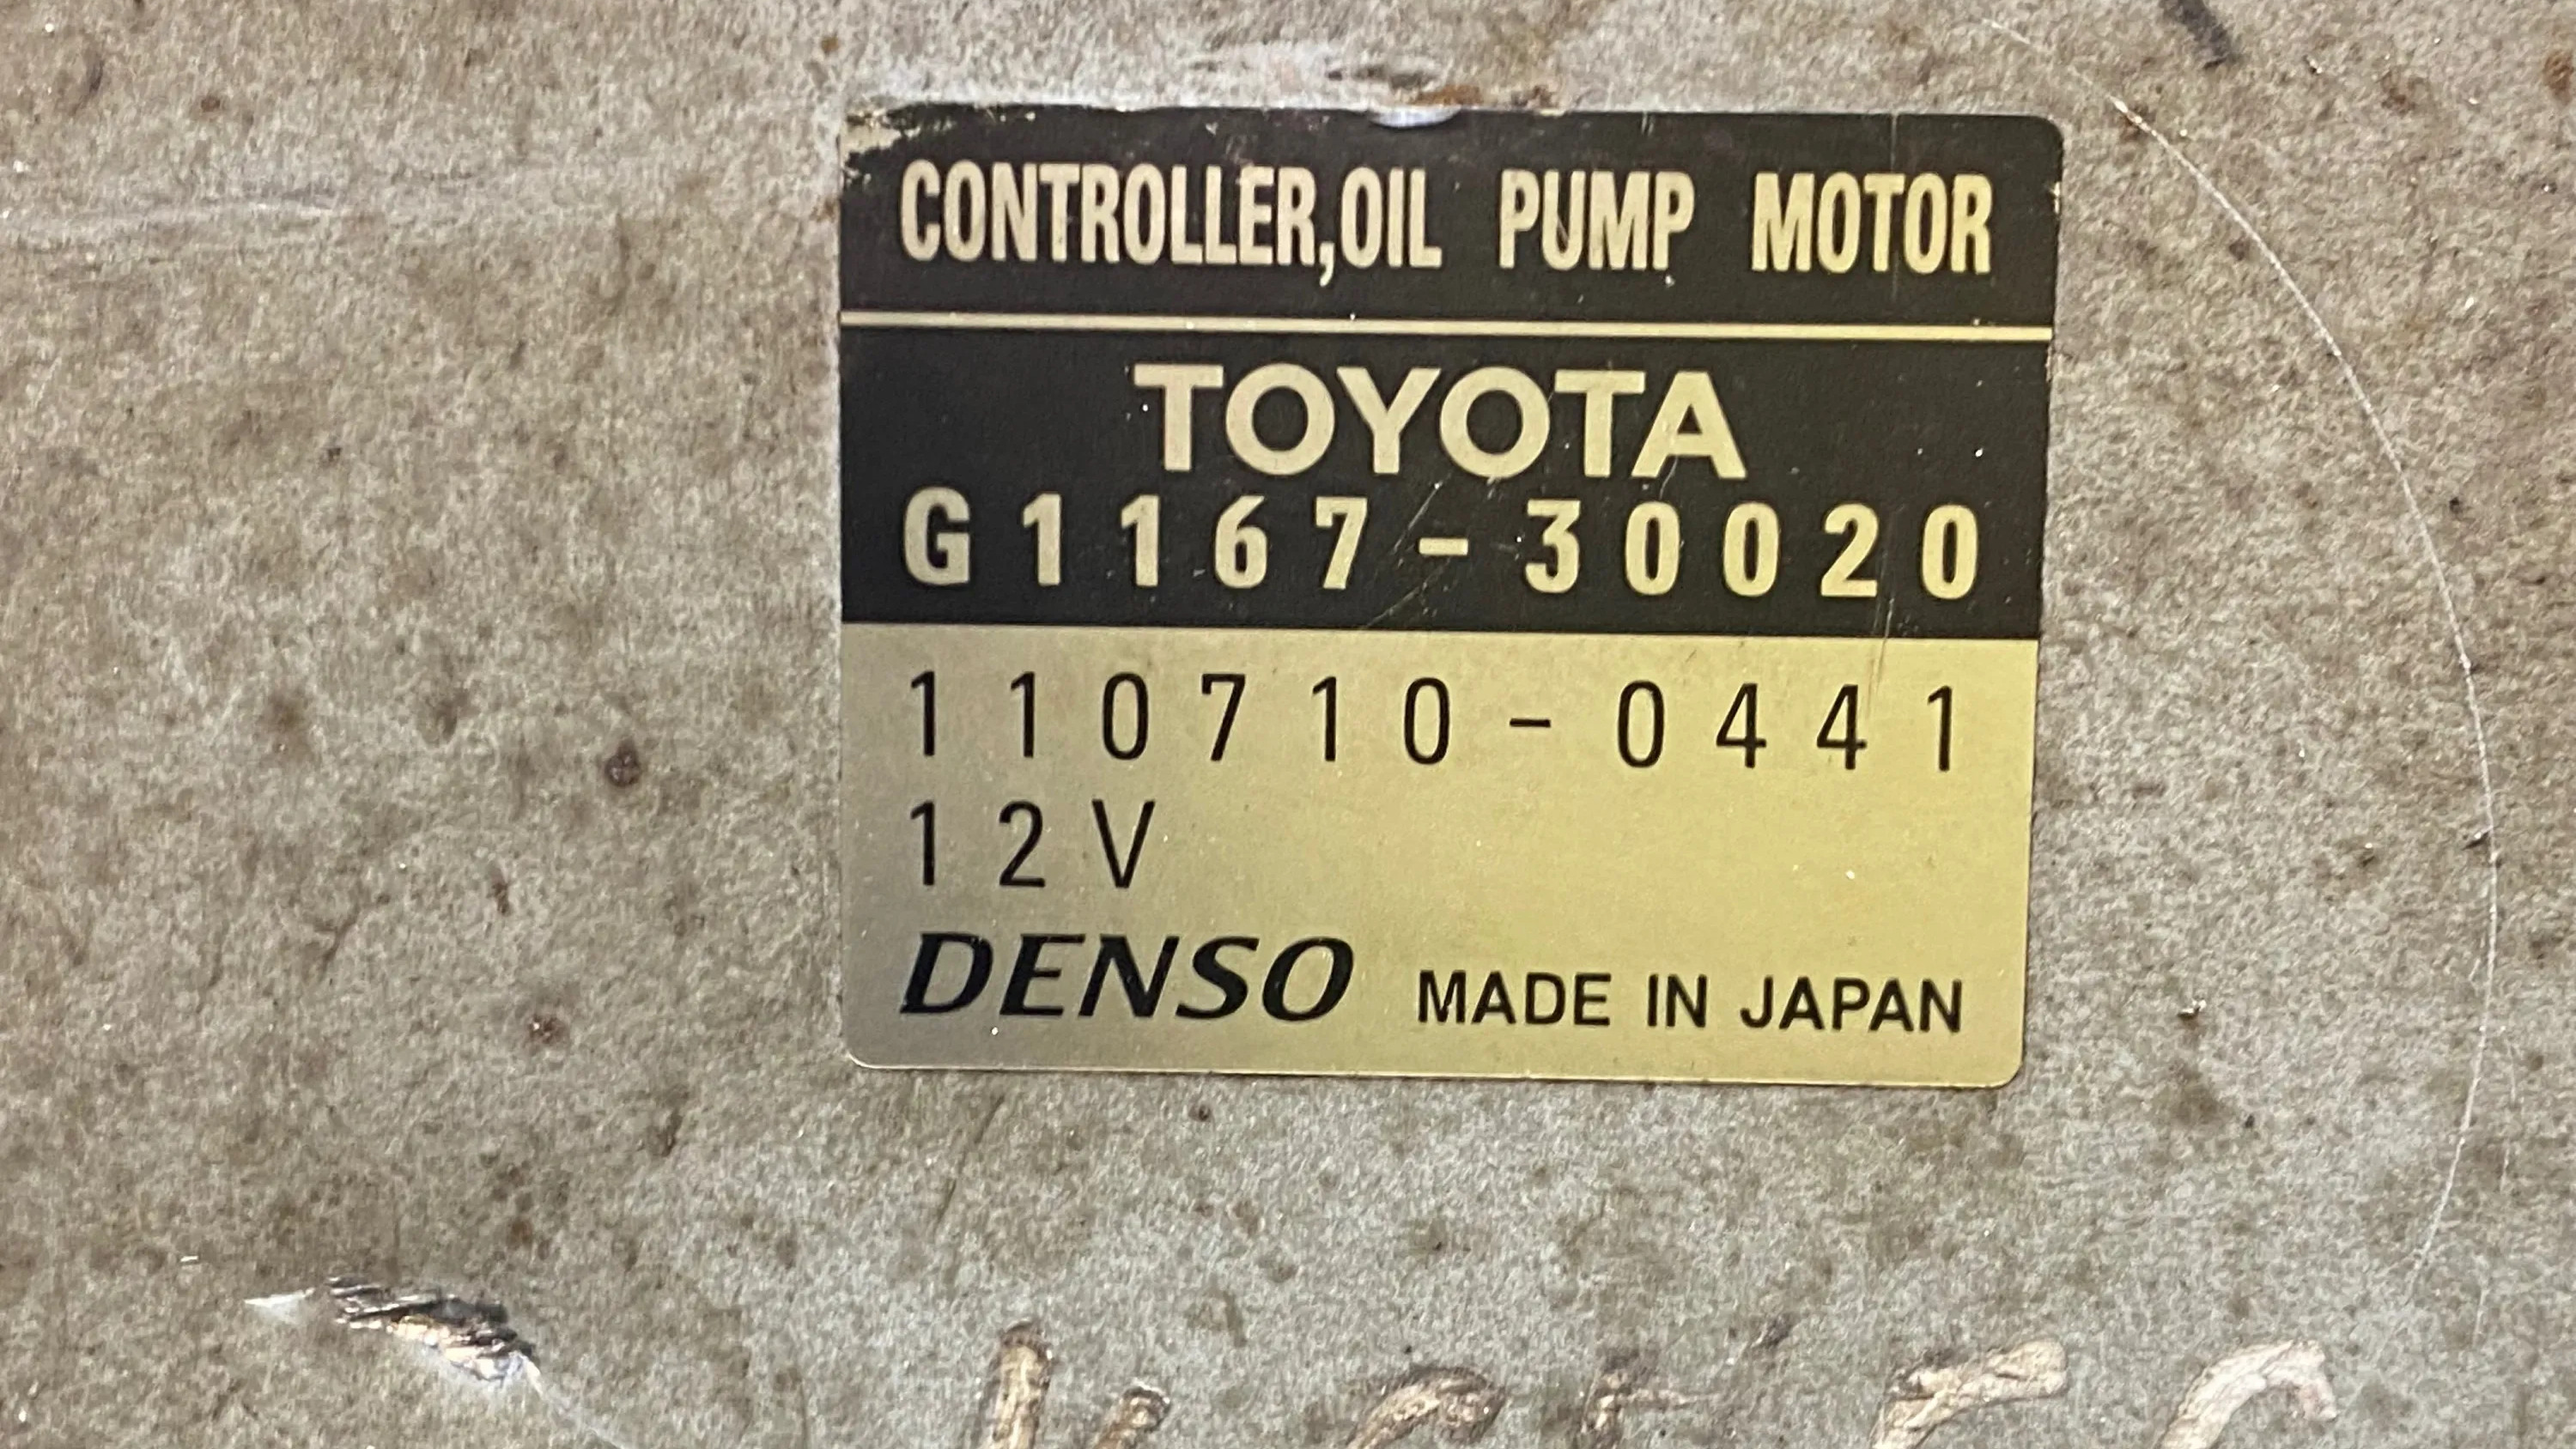 CONTROLLER,OIL PUMP MOTOR
TOYOTA
G1167-30020
110710-0441
12V
DENSO MADE IN JAPAN